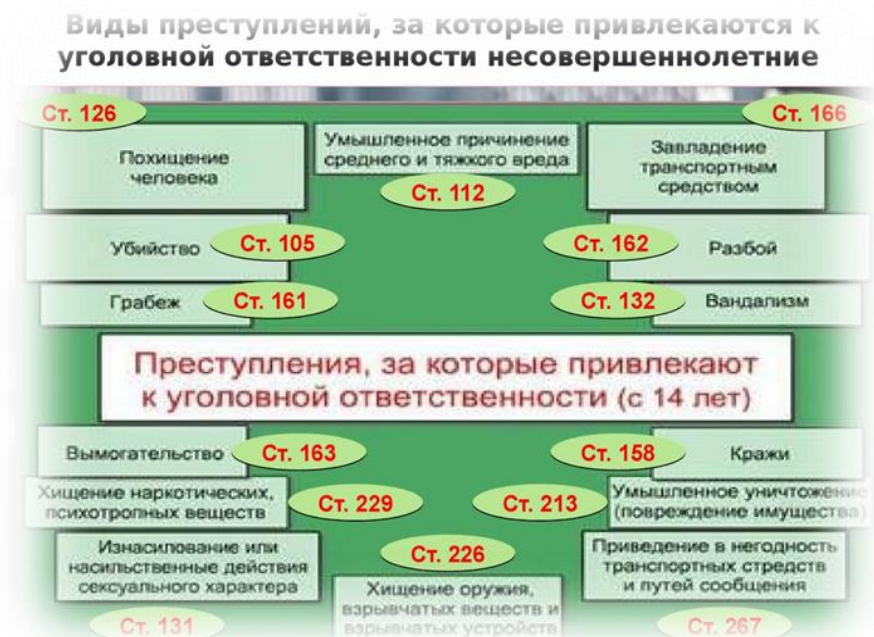 Виды преступлений, за которые привлекаются к
уголовной ответственности несовершеннолетние
Ст. 126
Ст. 166
Похищение
человека
Умышленное причинение
среднего и тяжкого вреда
Ст. 112
Завладение
транспортным
средством
Убийство
Ст. 105
Ст. 162
Разбой
Грабеж
Ст. 161
Ст. 132
Вандализм
Преступления, за которые привлекают
к уголовной ответственности (с 14 лет)
Вымогательство
Ст. 163
Ст. 158
Кражи
Хищение наркотических,
психотропных веществ
Ст. 229
Ст. 213
Умышленное уничтожение
(повреждение имущества)
Изнасилование или
насильственные действия
сексуального характера
Ст. 131
Ст. 226
Хищение оружия,
взрывчатых веществ и
взрывчатых устройств
Приведение в негодность
транспортных стредств
и путей сообщения
Ст. 267